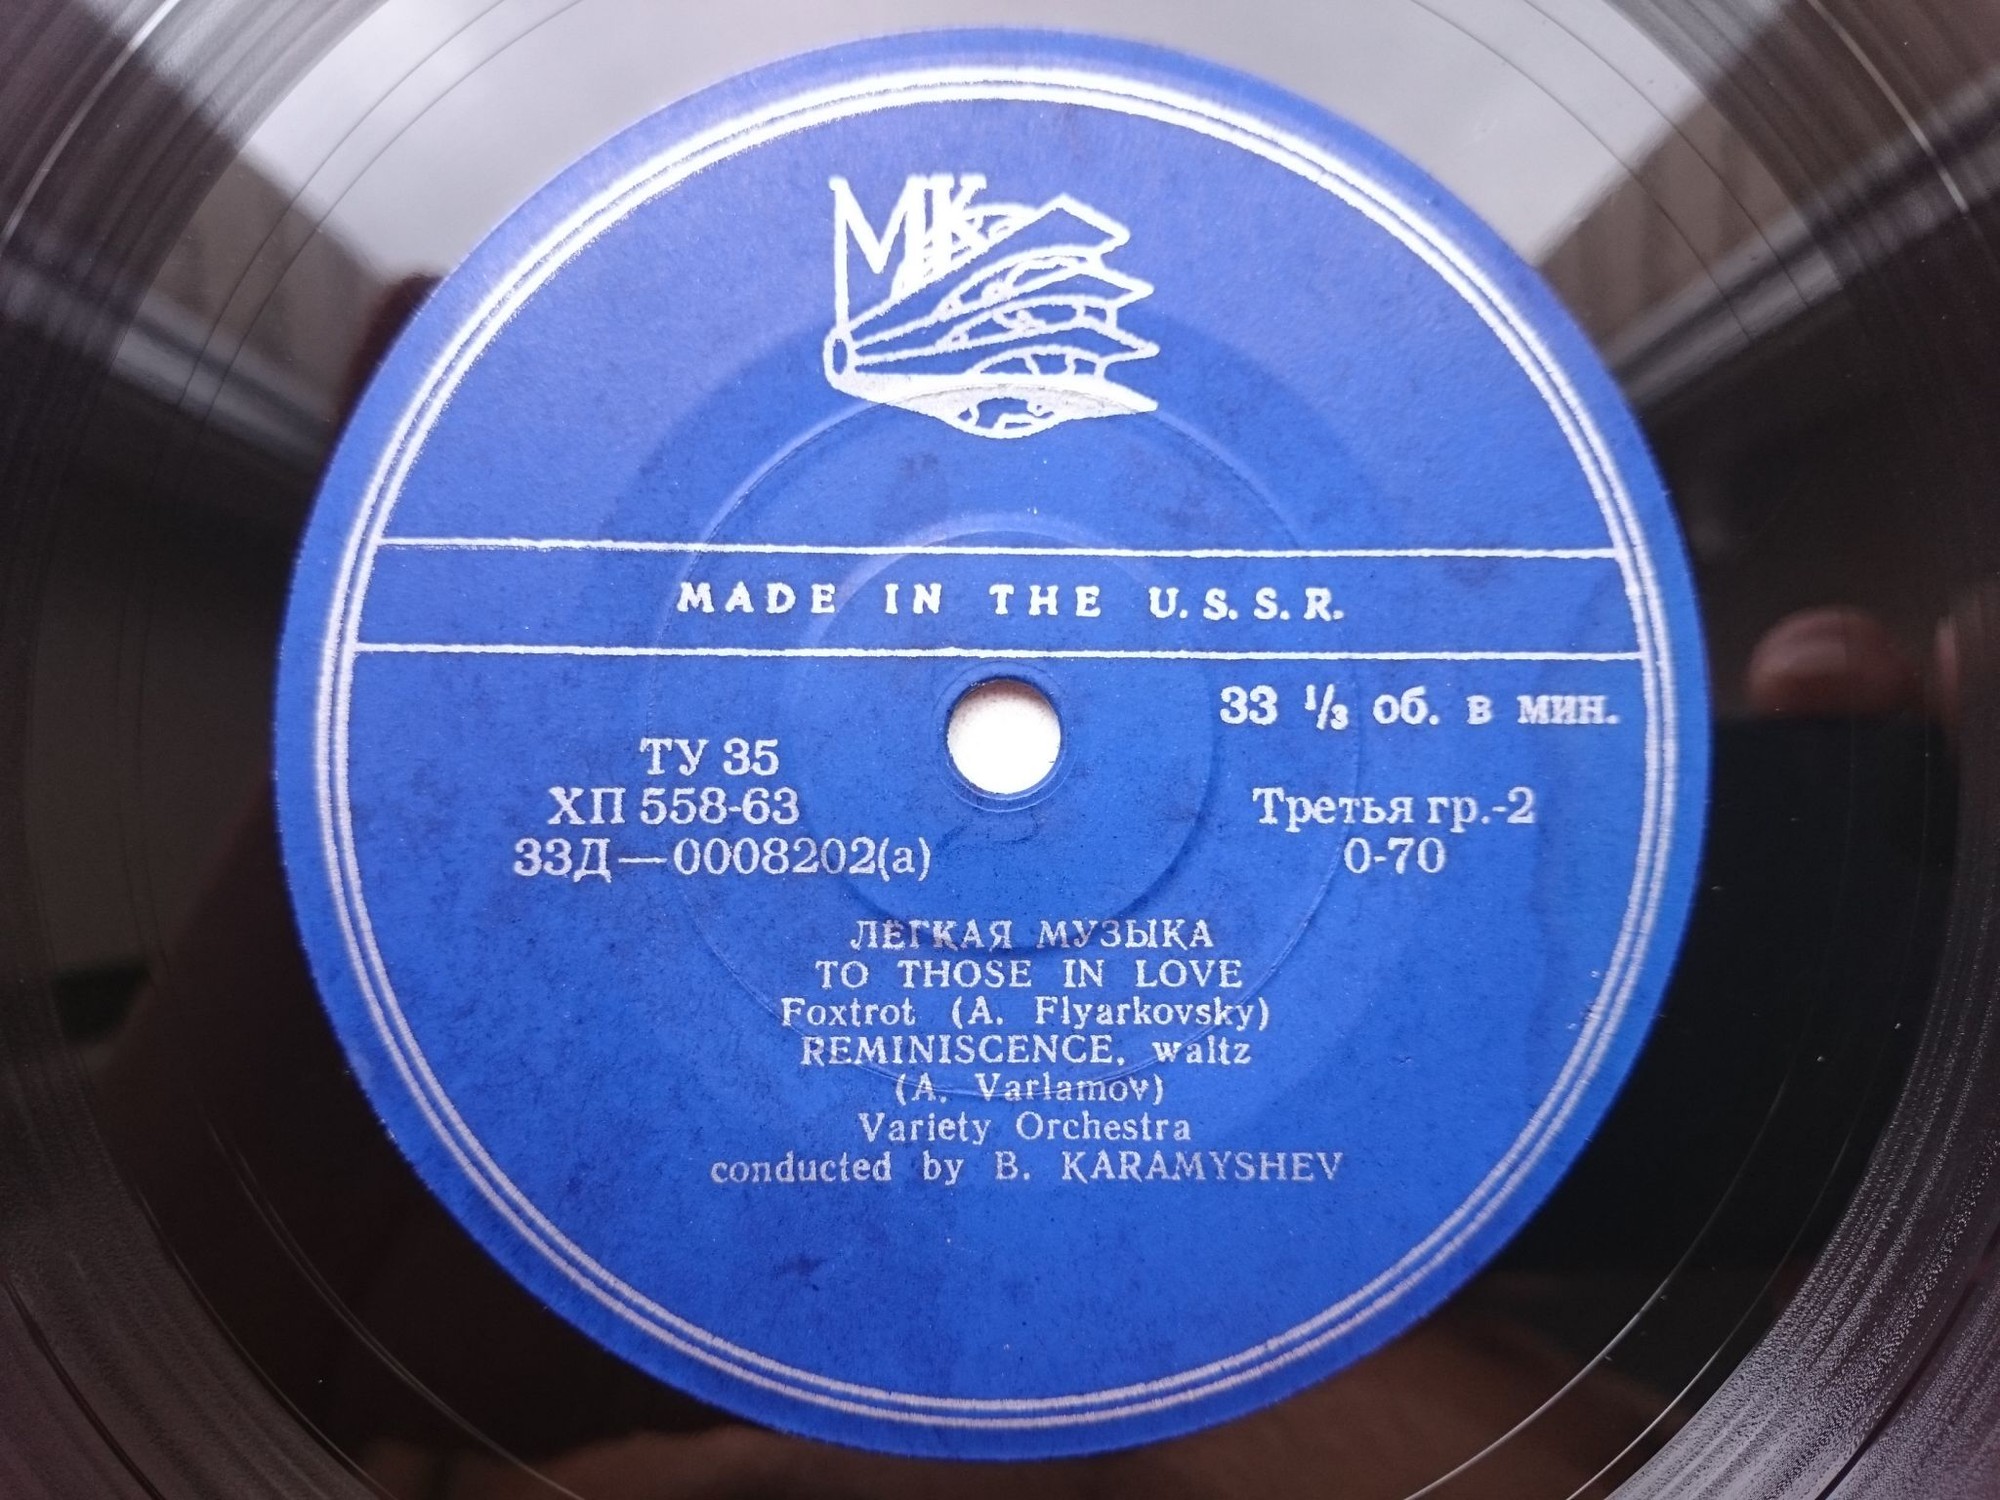 МК
MADE IN THE U.S.S.R.
33 1/3 об. в мин.
ТУ 35
ХП 558-63
33Д—0008202(а)
Третья гр.-2
0-70
ЛЕГКАЯ МУЗЫКА
TO THOSE IN LOVE
Foxtrot (A. Flyarkovsky)
REMINISCENCE, waltz
(A. Varlamov)
Variety Orchestra
conducted by B. KARAMYSHEV